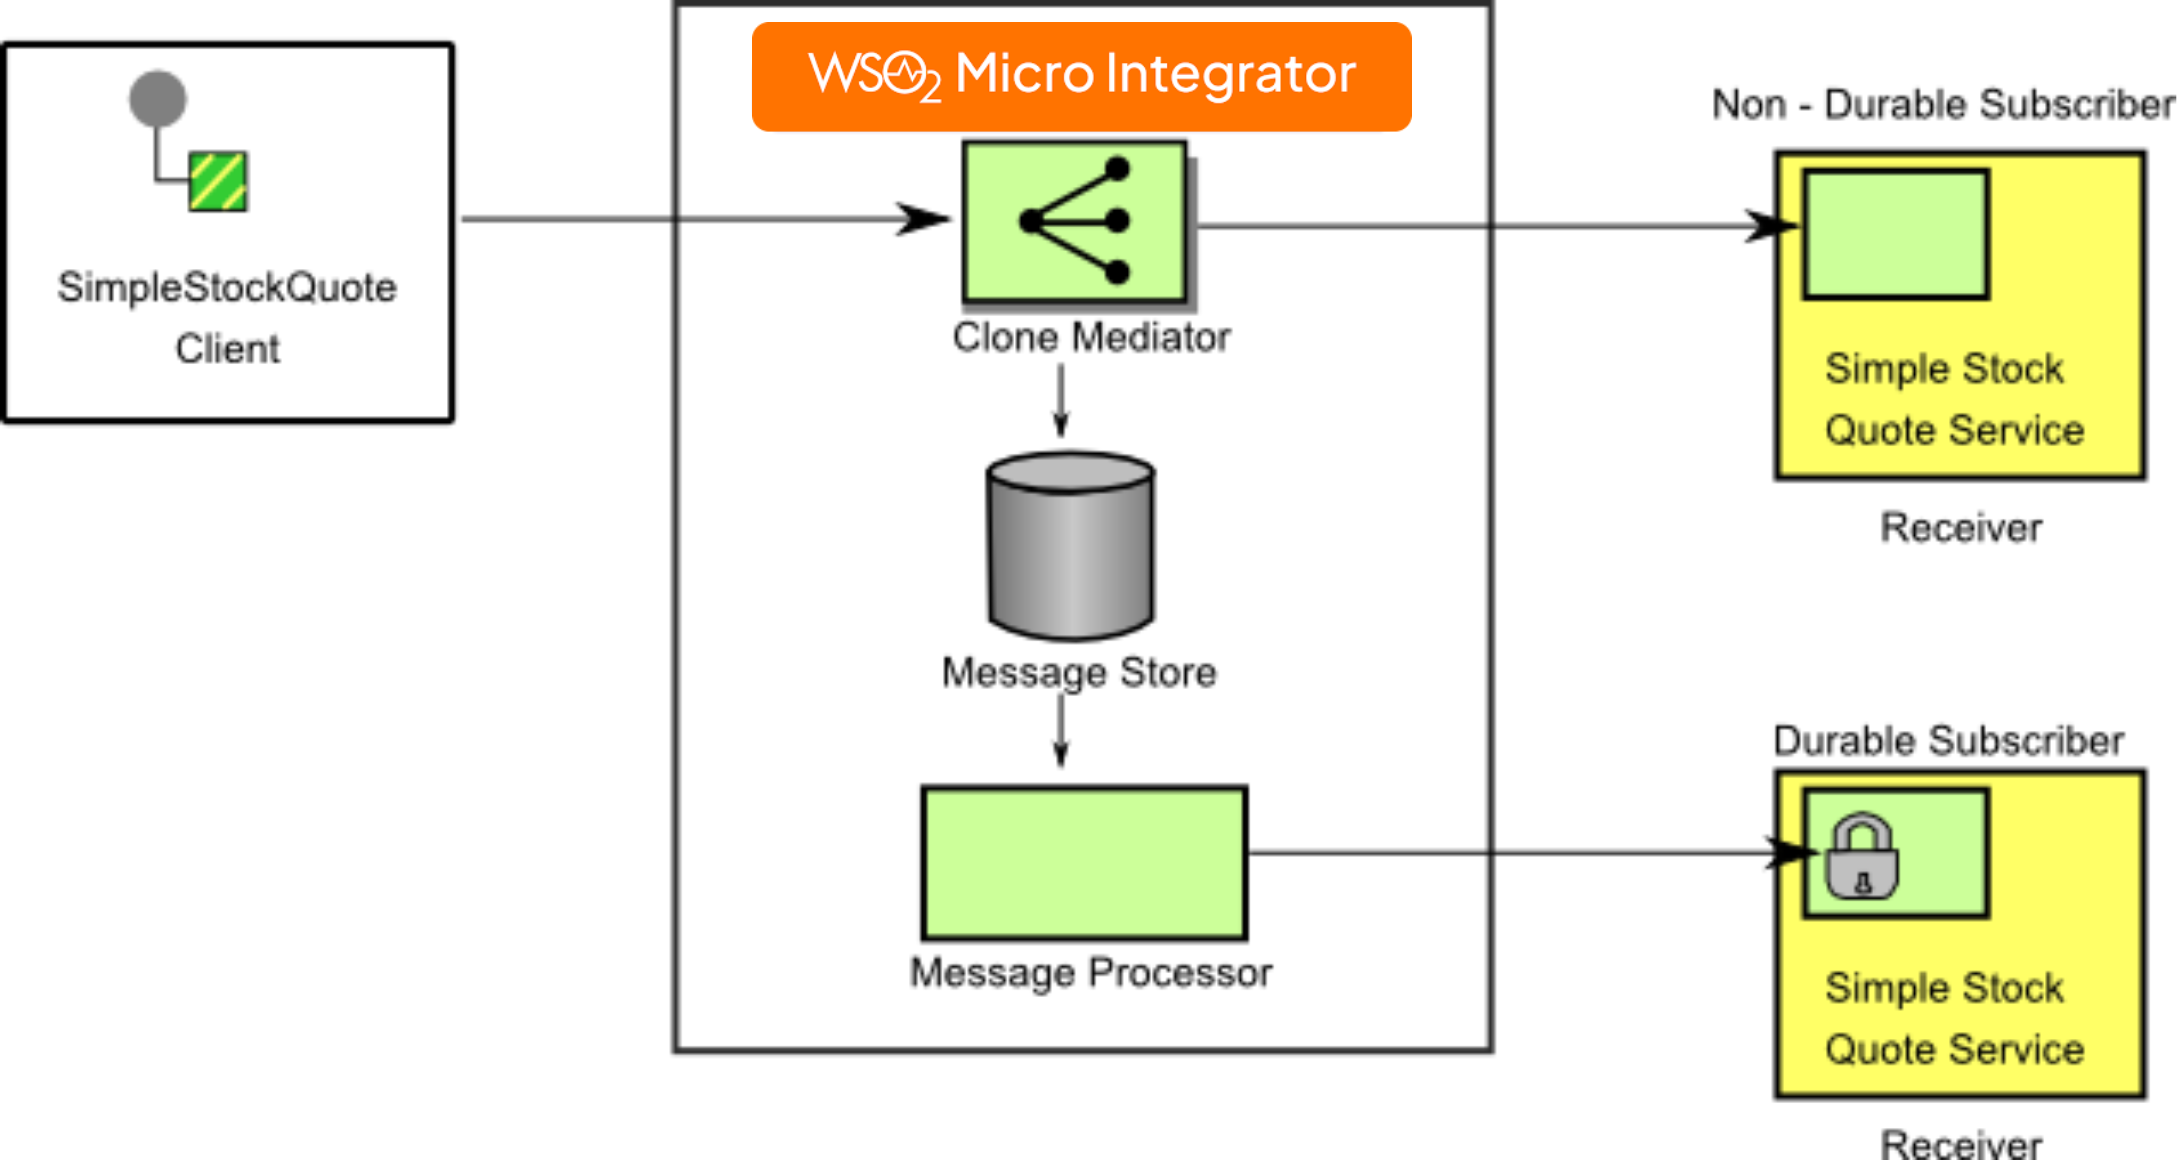 WSO2 Micro Integrator
SimpleStockQuote
Client
Clone Mediator
Message Store
Message Processor
Non - Durable Subscriber
Simple Stock
Quote Service
Receiver
Durable Subscriber
Simple Stock
Quote Service
Receiver